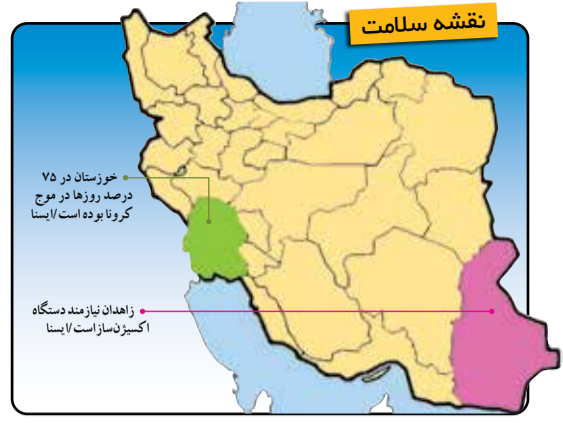 نقشه سلامت
خوزستان در ۷۵
درصد روزها در موج
کرونا بوده است/ایسنا
زاهدان نیازمند دستگاه
اکسیژن‌ساز است/ایسنا